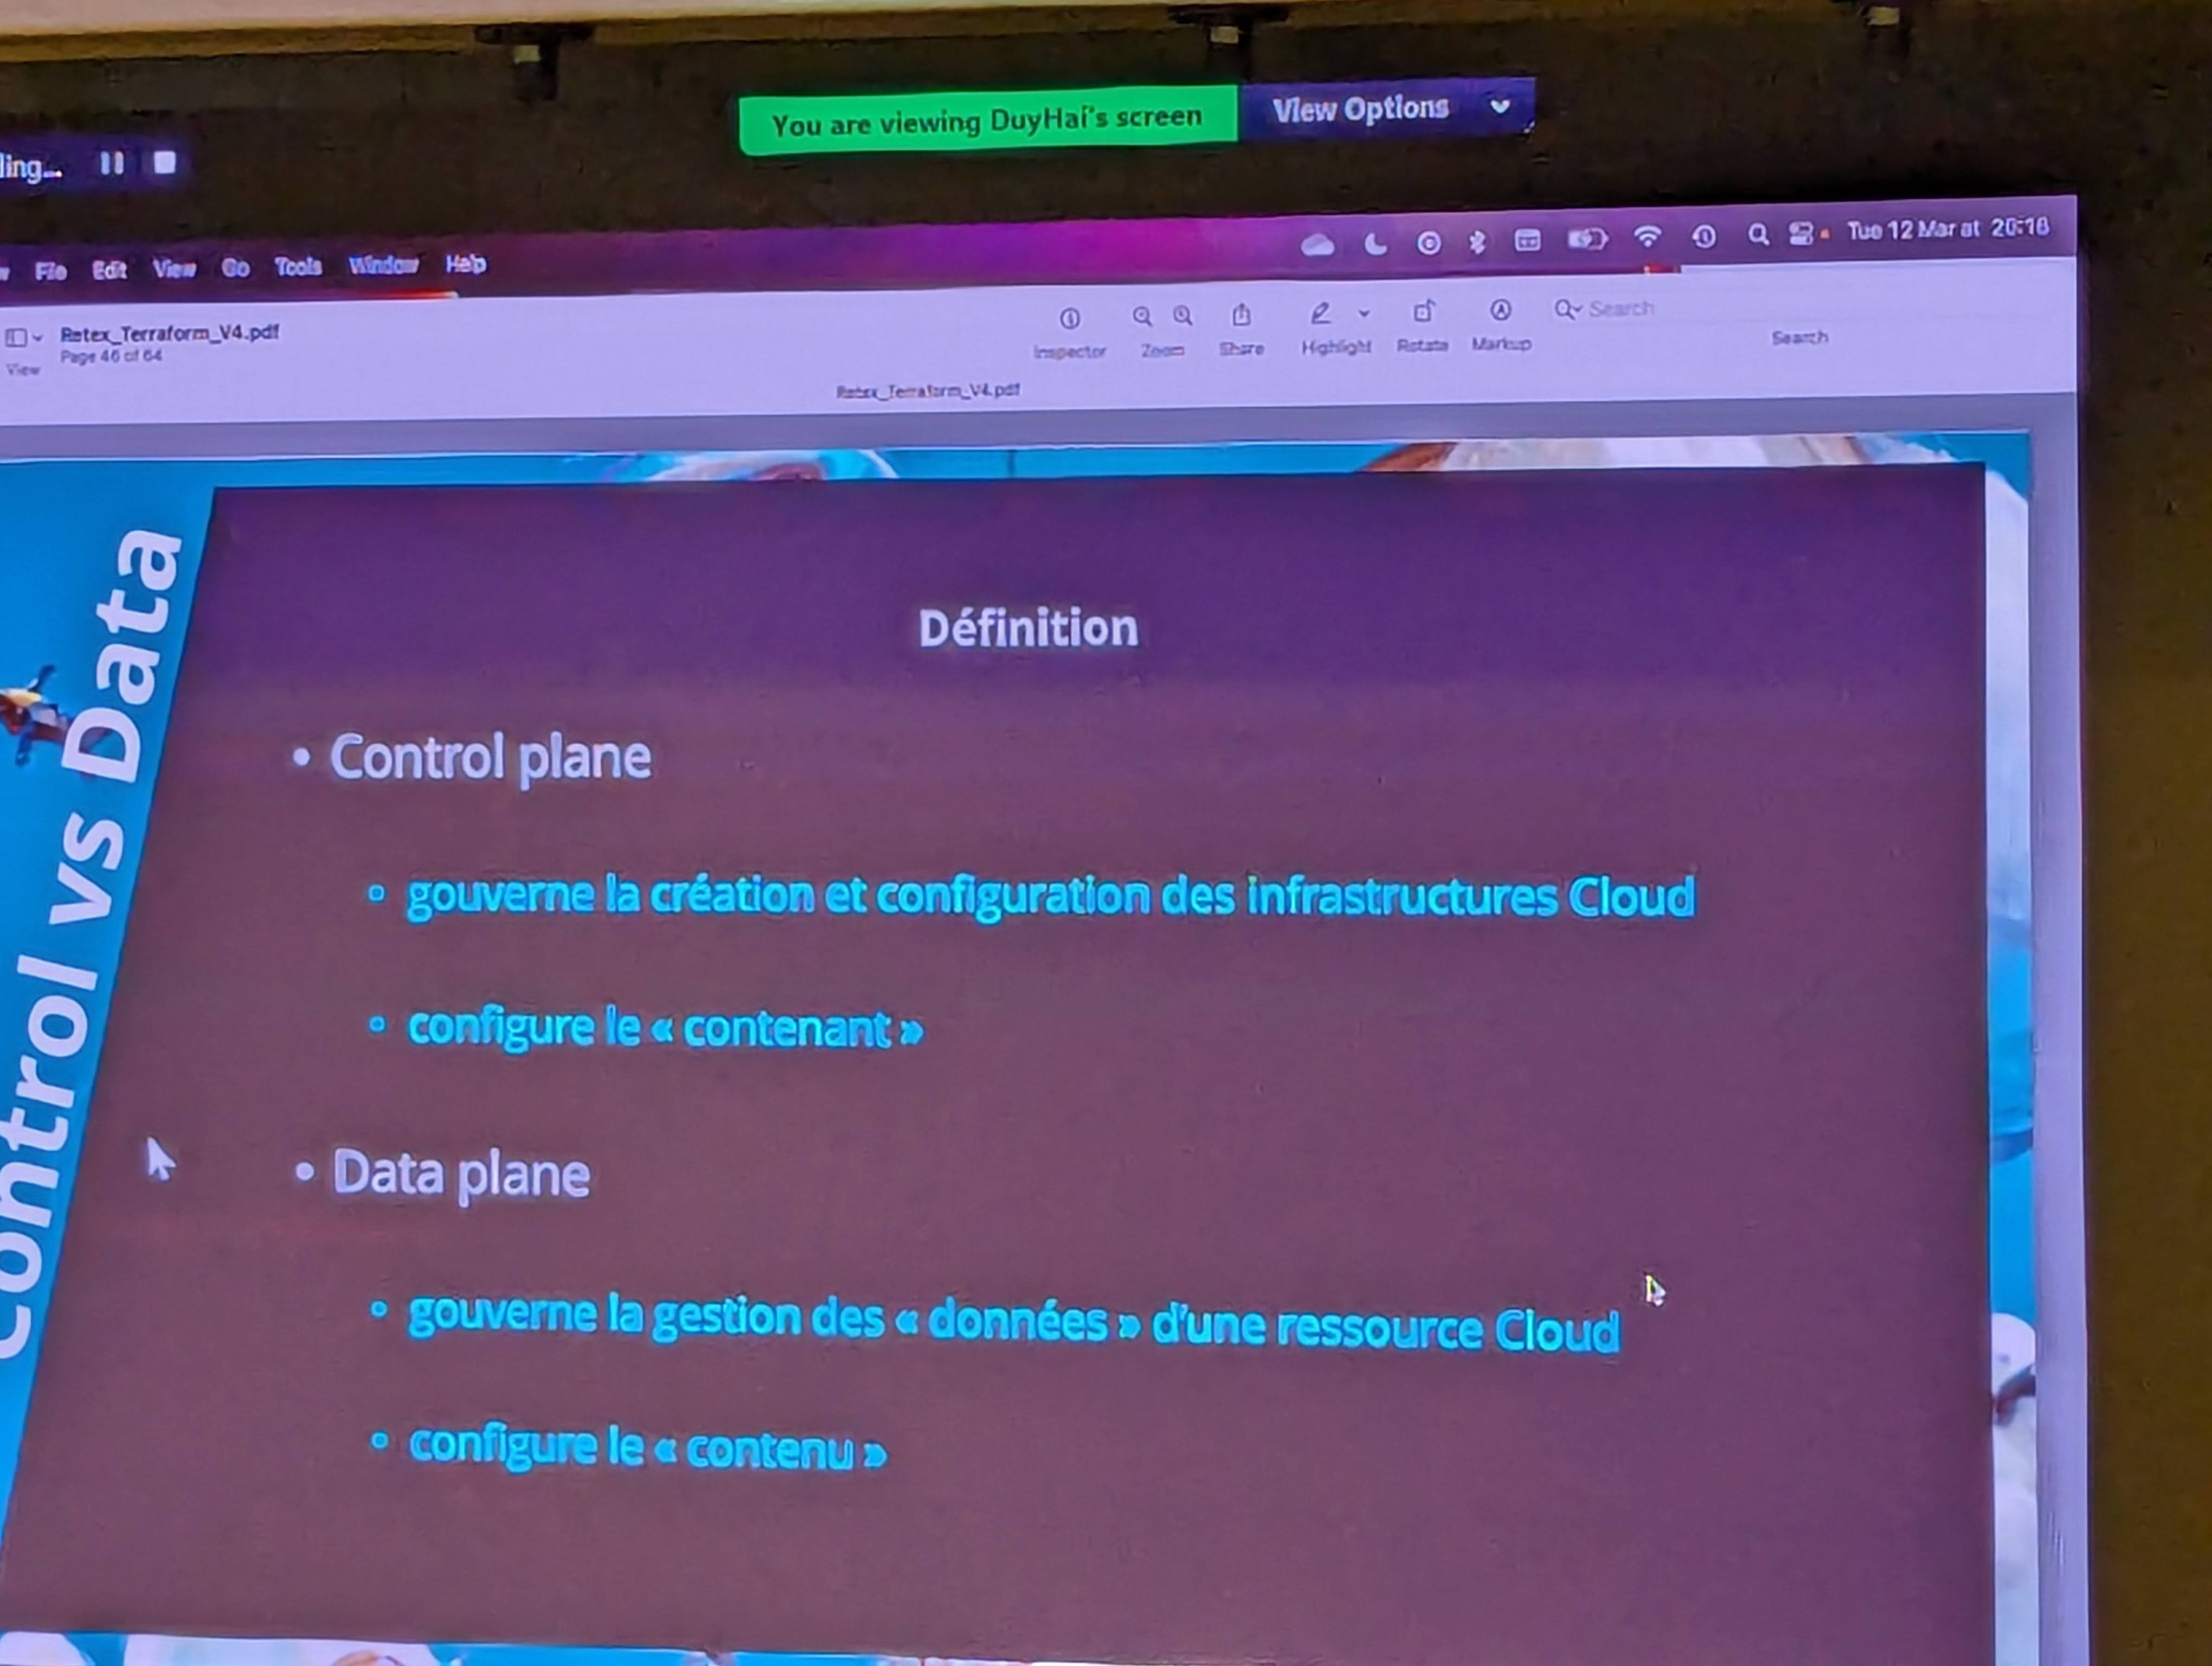 You are viewing DuyHai's screen
View Options
ling...
File Edit View Go Tools Window Help
Tue 12 Mar at 20:18
Retex_Terraform_V4.pdf
Page 46 of 64
View
Inspector
Zoom
Share
Highlight
Rotate
Markup
Search
Search
Retex_Terraform_V4.pdf
Control vs Data
Définition
• Control plane
◦ gouverne la création et configuration des infrastructures Cloud
◦ configure le « contenant »
• Data plane
◦ gouverne la gestion des « données » d'une ressource Cloud
◦ configure le « contenu »